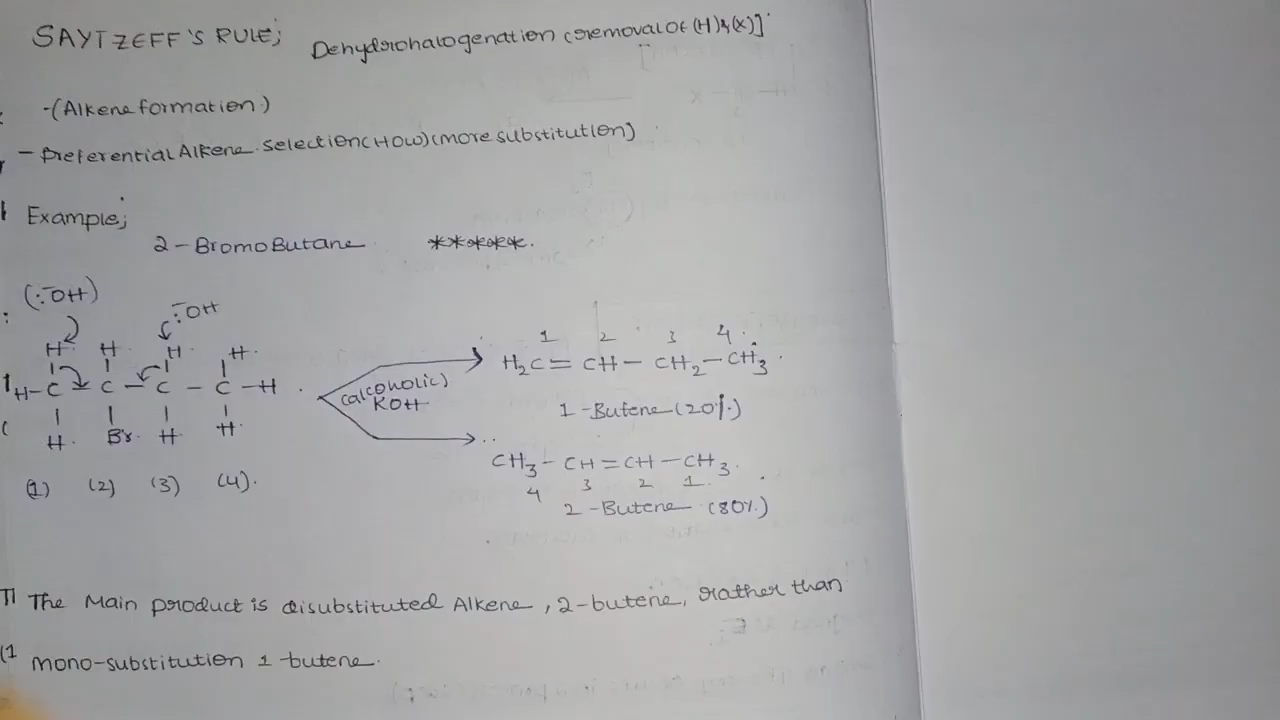 SAYTZEFF'S RULE; Dehydrohalogenation (removal of (H) & (X)]
-(Alkene formation)
- Preferential Alkene selection (HOW) (more substitution)
Example;
2-BromoButane *****.
(:ŌH)
:ŌH
H H H H
H-C-C-C-C-H
H Br H H
(1) (2) (3) (4).
(alcoholic)
KOH
1 2 3 4
H₂C=CH-CH₂-CH₃
1-Butene (20%)
CH₃-CH=CH-CH₃
4 3 2 1
2-Butene (80%)
The Main product is disubstituted Alkene, 2-butene, rather than
mono-substitution 1-butene.